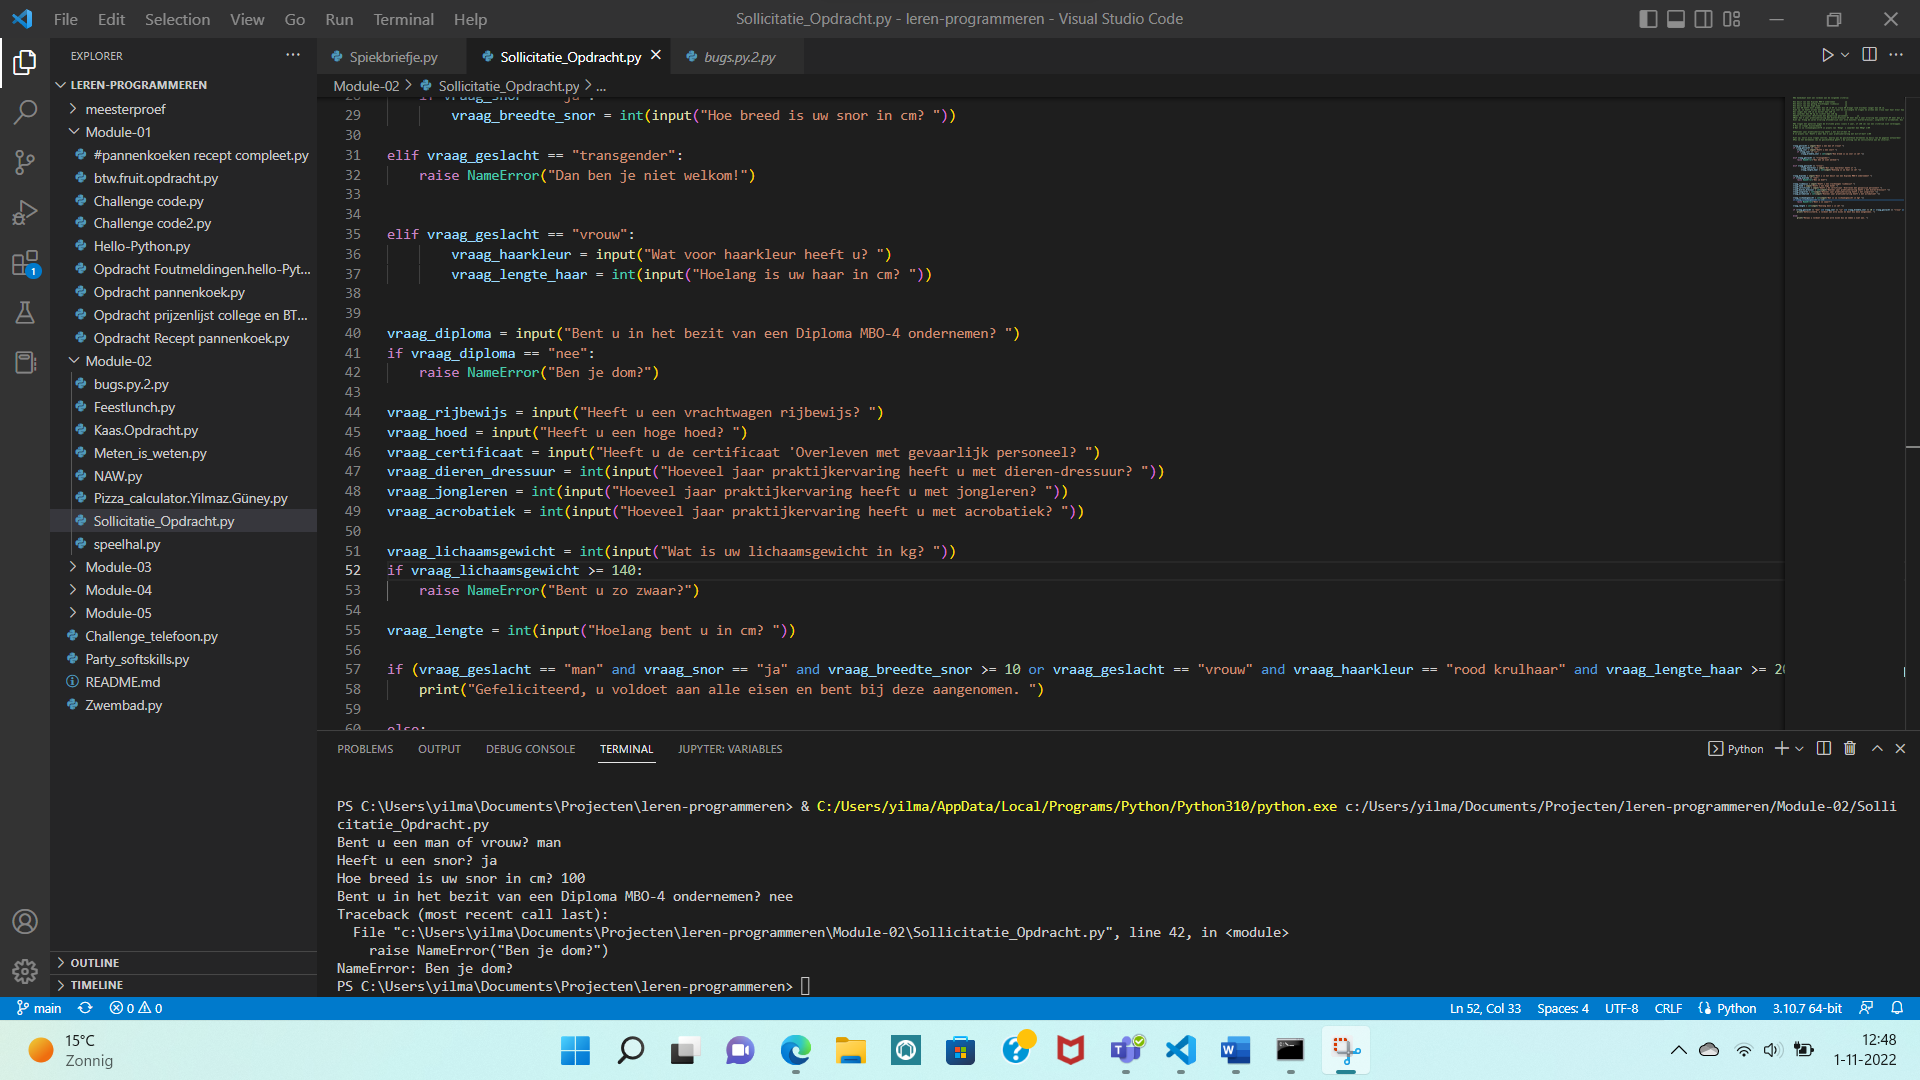 File Edit Selection View Go Run Terminal Help
Sollicitatie_Opdracht.py - leren-programmeren - Visual Studio Code
EXPLORER
LEREN-PROGRAMMEREN
meesterproef
Module-01
#pannenkoeken recept compleet.py
btw.fruit.opdracht.py
Challenge code.py
Challenge code2.py
Hello-Python.py
Opdracht Foutmeldingen.hello-Pyt...
Opdracht pannenkoek.py
Opdracht prijzenlijst college en BT...
Opdracht Recept pannenkoek.py
Module-02
bugs.py.2.py
Feestlunch.py
Kaas.Opdracht.py
Meten_is_weten.py
NAW.py
Pizza_calculator.Yilmaz.Güney.py
Sollicitatie_Opdracht.py
speelhal.py
Module-03
Module-04
Module-05
Challenge_telefoon.py
Party_softskills.py
README.md
Zwembad.py
OUTLINE
TIMELINE
1
Spiekbriefje.py Sollicitatie_Opdracht.py bugs.py.2.py
Module-02 > Sollicitatie_Opdracht.py > ...
29 vraag_breedte_snor = int(input("Hoe breed is uw snor in cm? "))
30
31 elif vraag_geslacht == "transgender":
32 raise NameError("Dan ben je niet welkom!")
33
34
35 elif vraag_geslacht == "vrouw":
36 vraag_haarkleur = input("Wat voor haarkleur heeft u? ")
37 vraag_lengte_haar = int(input("Hoelang is uw haar in cm? "))
38
39
40 vraag_diploma = input("Bent u in het bezit van een Diploma MBO-4 ondernemen? ")
41 if vraag_diploma == "nee":
42 raise NameError("Ben je dom?")
43
44 vraag_rijbewijs = input("Heeft u een vrachtwagen rijbewijs? ")
45 vraag_hoed = input("Heeft u een hoge hoed? ")
46 vraag_certificaat = input("Heeft u de certificaat 'Overleven met gevaarlijk personeel? ")
47 vraag_dieren_dressuur = int(input("Hoeveel jaar praktijkervaring heeft u met dieren-dressuur? "))
48 vraag_jongleren = int(input("Hoeveel jaar praktijkervaring heeft u met jongleren? "))
49 vraag_acrobatiek = int(input("Hoeveel jaar praktijkervaring heeft u met acrobatiek? "))
50
51 vraag_lichaamsgewicht = int(input("Wat is uw lichaamsgewicht in kg? "))
52 if vraag_lichaamsgewicht >= 140:
53 raise NameError("Bent u zo zwaar?")
54
55 vraag_lengte = int(input("Hoelang bent u in cm? "))
56
57 if (vraag_geslacht == "man" and vraag_snor == "ja" and vraag_breedte_snor >= 10 or vraag_geslacht == "vrouw" and vraag_haarkleur == "rood krulhaar" and vraag_lengte_haar >= 20
58 print("Gefeliciteerd, u voldoet aan alle eisen en bent bij deze aangenomen. ")
59
60 else:
PROBLEMS OUTPUT DEBUG CONSOLE TERMINAL JUPYTER: VARIABLES
Python
PS C:\Users\yilma\Documents\Projecten\leren-programmeren> & C:/Users/yilma/AppData/Local/Programs/Python/Python310/python.exe c:/Users/yilma/Documents/Projecten/leren-programmeren/Module-02/Solli
citatie_Opdracht.py
Bent u een man of vrouw? man
Heeft u een snor? ja
Hoe breed is uw snor in cm? 100
Bent u in het bezit van een Diploma MBO-4 ondernemen? nee
Traceback (most recent call last):
File "c:\Users\yilma\Documents\Projecten\leren-programmeren\Module-02\Sollicitatie_Opdracht.py", line 42, in <module>
raise NameError("Ben je dom?")
NameError: Ben je dom?
PS C:\Users\yilma\Documents\Projecten\leren-programmeren>
main 0 0
Ln 52, Col 33 Spaces: 4 UTF-8 CRLF Python 3.10.7 64-bit
15°C
Zonnig
12:48
1-11-2022